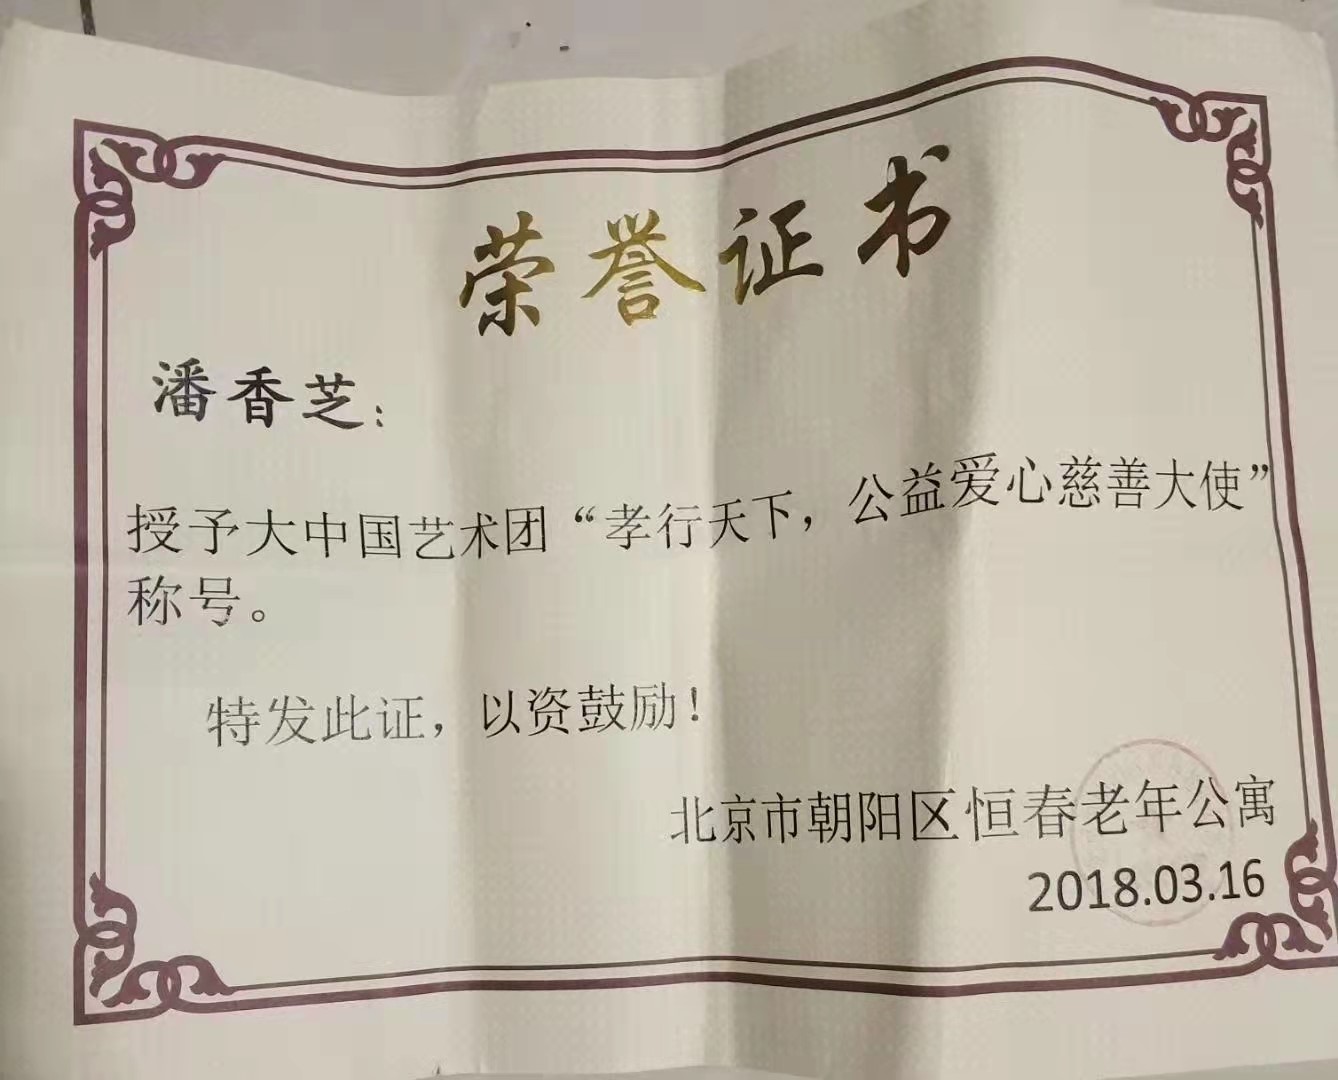 荣誉证书
潘香芝：
授予大中国艺术团“孝行天下，公益爱心慈善大使”
称号。
特发此证，以资鼓励！
北京市朝阳区恒春老年公寓
2018.03.16